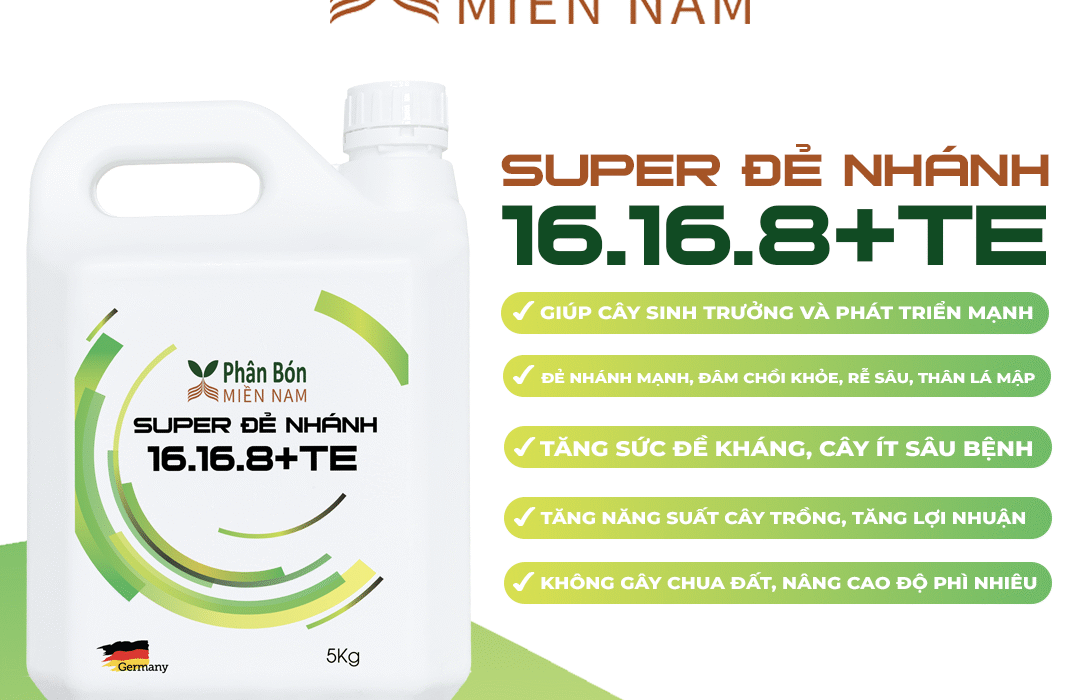 MIỀN NAM
SUPER ĐẺ NHÁNH
16.16.8+TE
✓ GIÚP CÂY SINH TRƯỞNG VÀ PHÁT TRIỂN MẠNH
✓ ĐẺ NHÁNH MẠNH, ĐÂM CHỒI KHỎE, RỄ SÂU, THÂN LÁ MẬP
✓ TĂNG SỨC ĐỀ KHÁNG, CÂY ÍT SÂU BỆNH
✓ TĂNG NĂNG SUẤT CÂY TRỒNG, TĂNG LỢI NHUẬN
✓ KHÔNG GÂY CHUA ĐẤT, NÂNG CAO ĐỘ PHÌ NHIÊU
Phân Bón
MIỀN NAM
SUPER ĐẺ NHÁNH
16.16.8+TE
Germany
5Kg